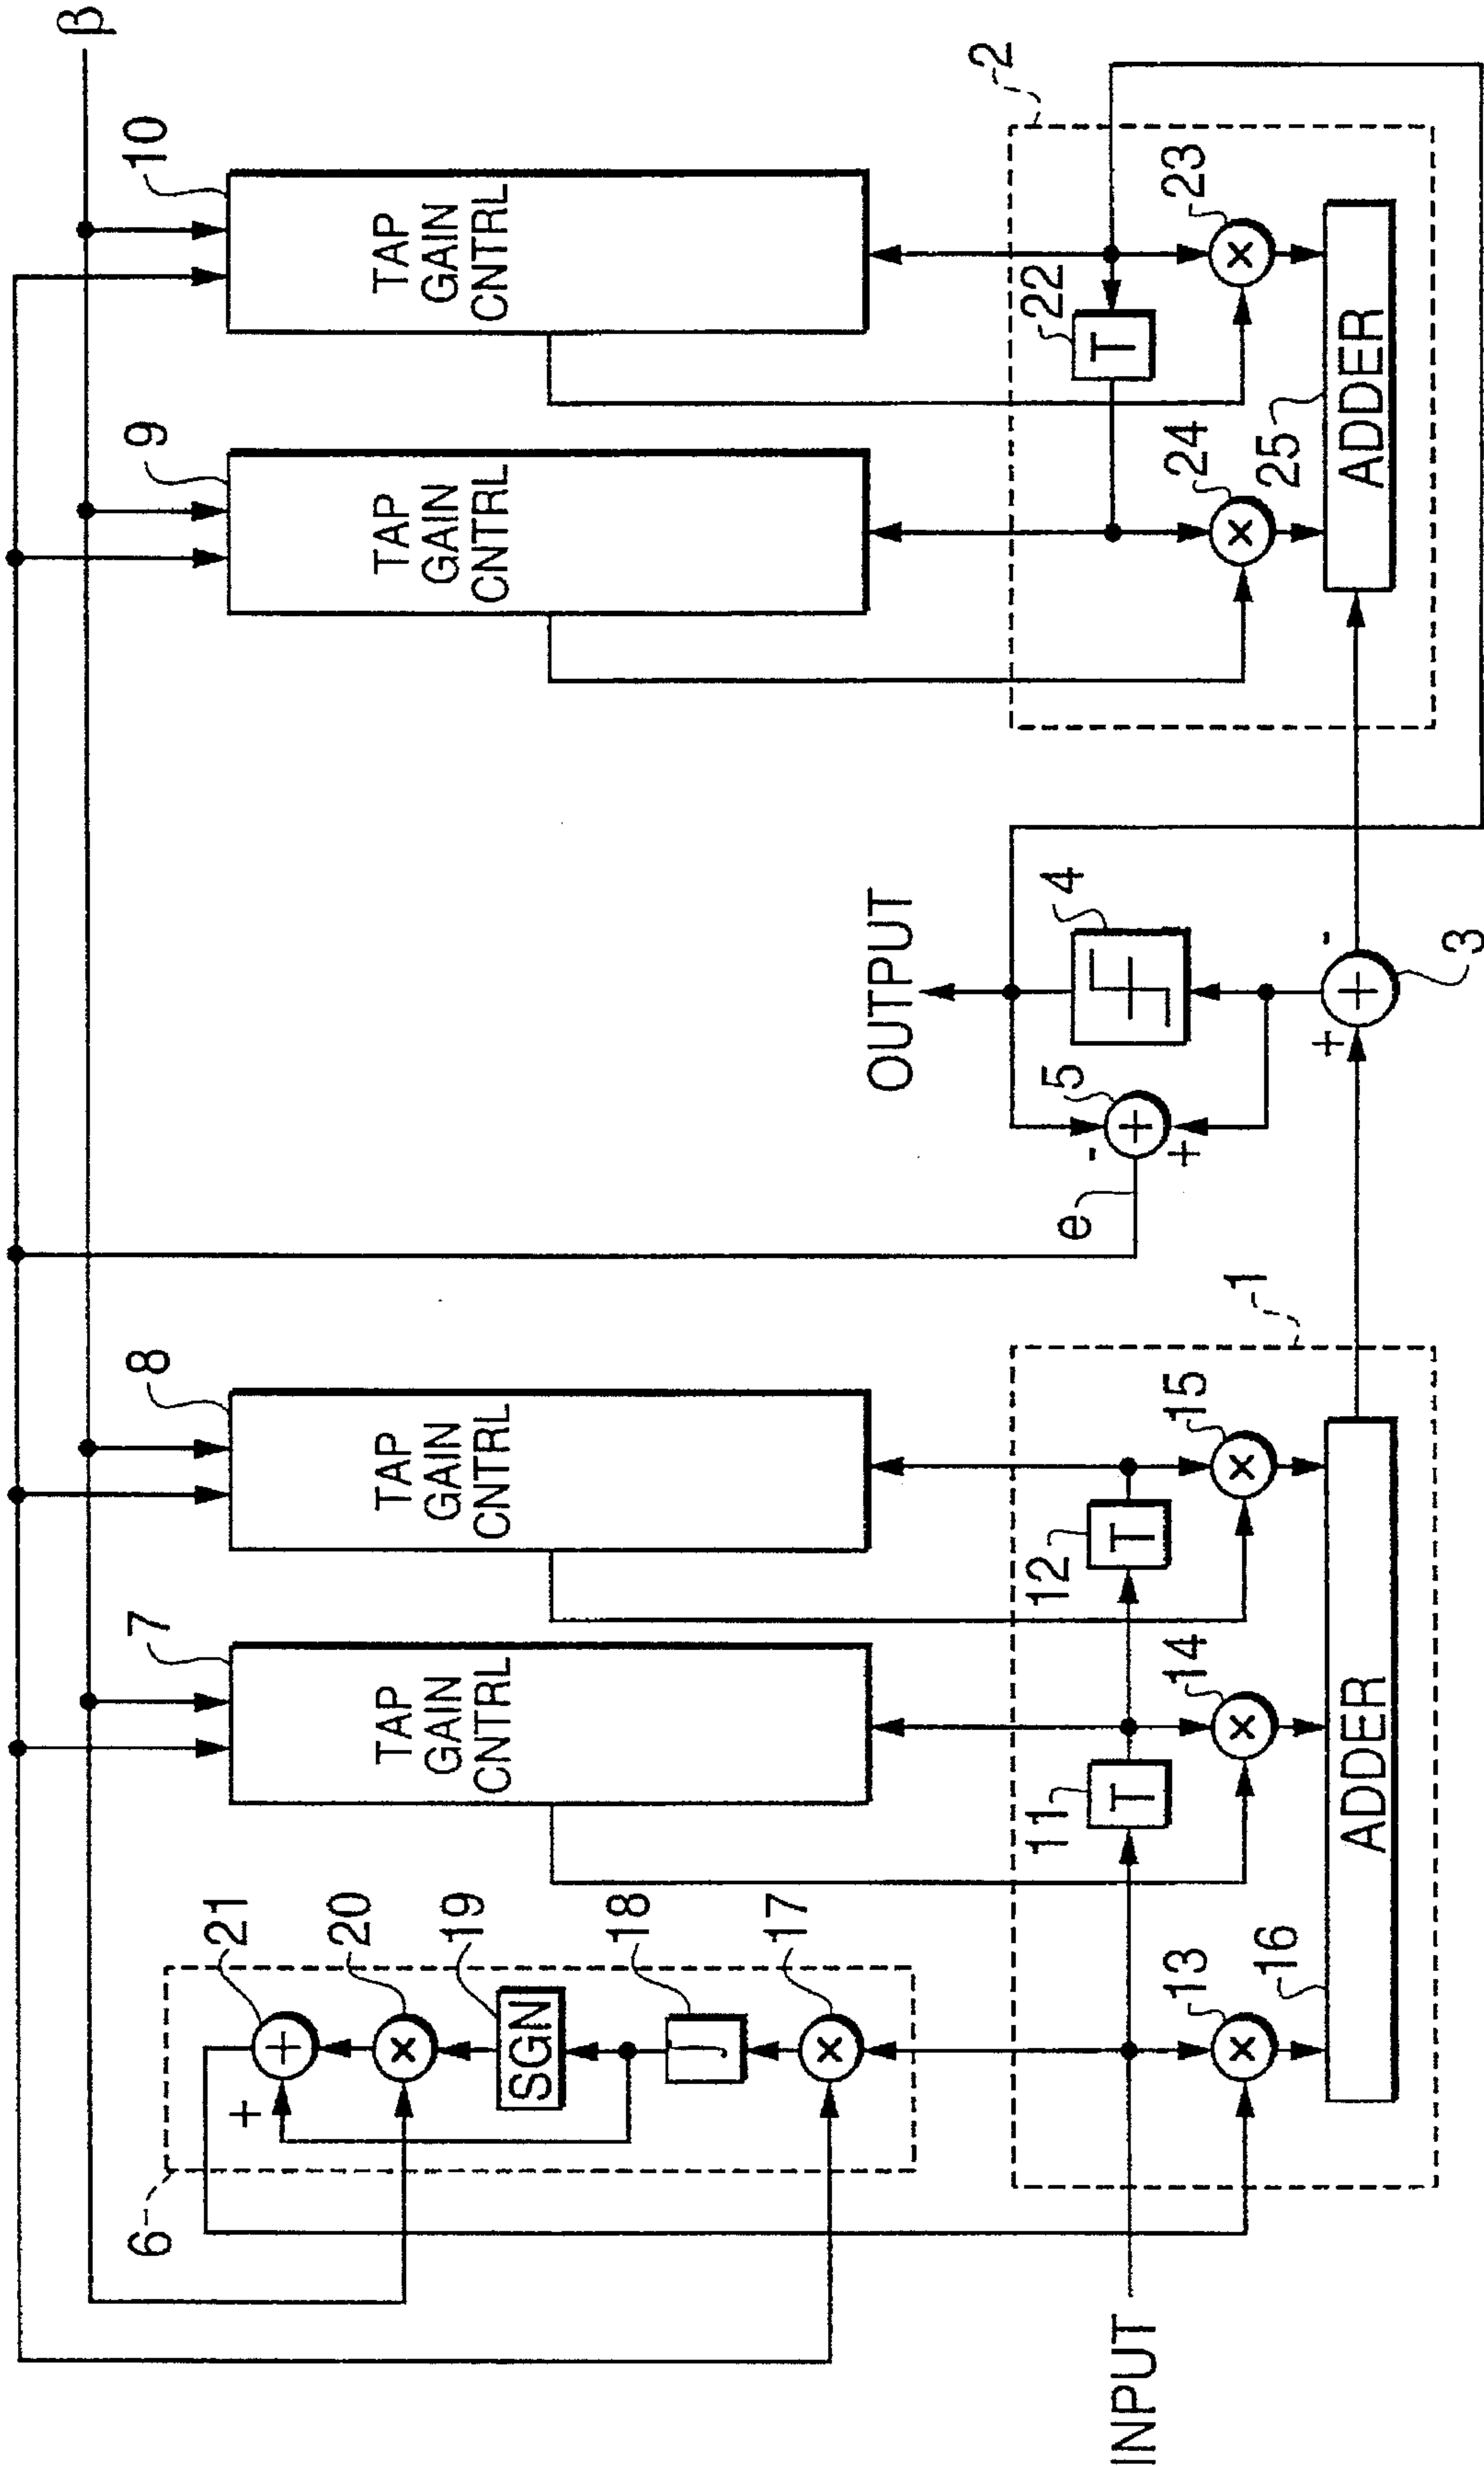 β
10
TAP
GAIN
CNTRL
9
TAP
GAIN
CNTRL
8
TAP
GAIN
CNTRL
7
TAP
GAIN
CNTRL
6
21
+
+
20
×
19
SGN
18
∫
17
×
INPUT
1
11
T
12
T
13
×
14
×
15
×
16
ADDER
e
OUTPUT
5
+
-
+
4
3
+
+
-
2
22
T
23
×
24
×
25
ADDER